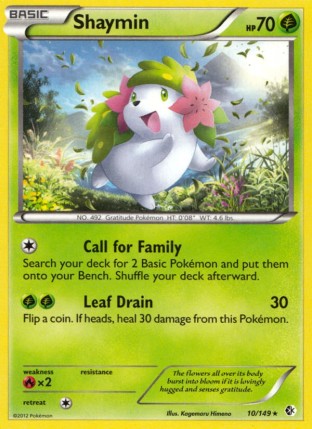 BASIC
Shaymin
HP70
NO. 492. Gratitude Pokémon. HT: 0'08" WT: 4.6 lbs.
Call for Family
Search your deck for 2 Basic Pokémon and put them
onto your Bench. Shuffle your deck afterward.
Leaf Drain 30
Flip a coin. If heads, heal 30 damage from this Pokémon.
weakness resistance
×2
retreat
The flowers all over its body
burst into bloom if it is lovingly
hugged and senses gratitude.
©2012 Pokémon
Illus. Kagemaru Himeno
10/149 ★